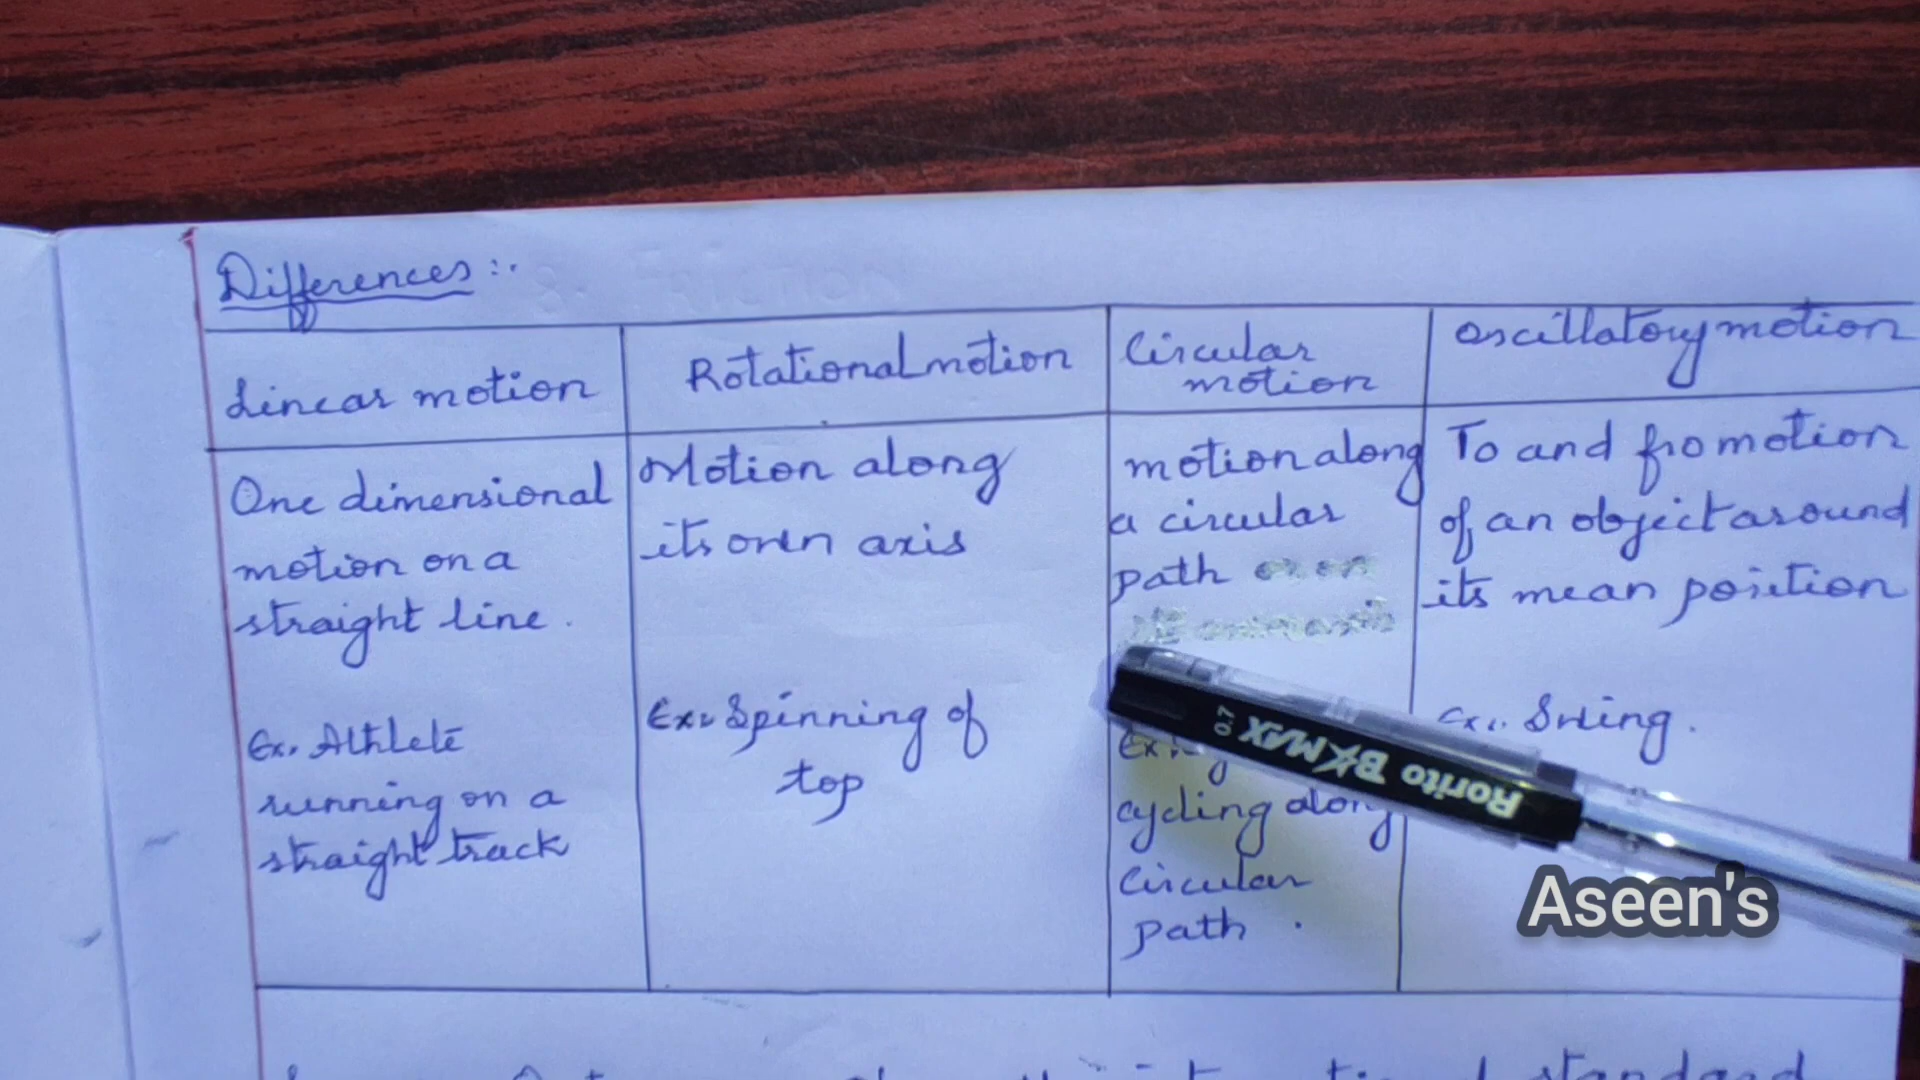 Differences :-
Linear motion
Rotational motion
Circular
motion
oscillatory motion
One dimensional
motion on a
straight line.
Ex. Athlete
running on a
straight track
Motion along
its own axis
Ex:- Spinning of
top
motion along
a circular
path
Ex:
cycling along
circular
path.
To and fro motion
of an object around
its mean position
Ex:- Swing.
Rorito B MAX
0.7
Aseen's
standard